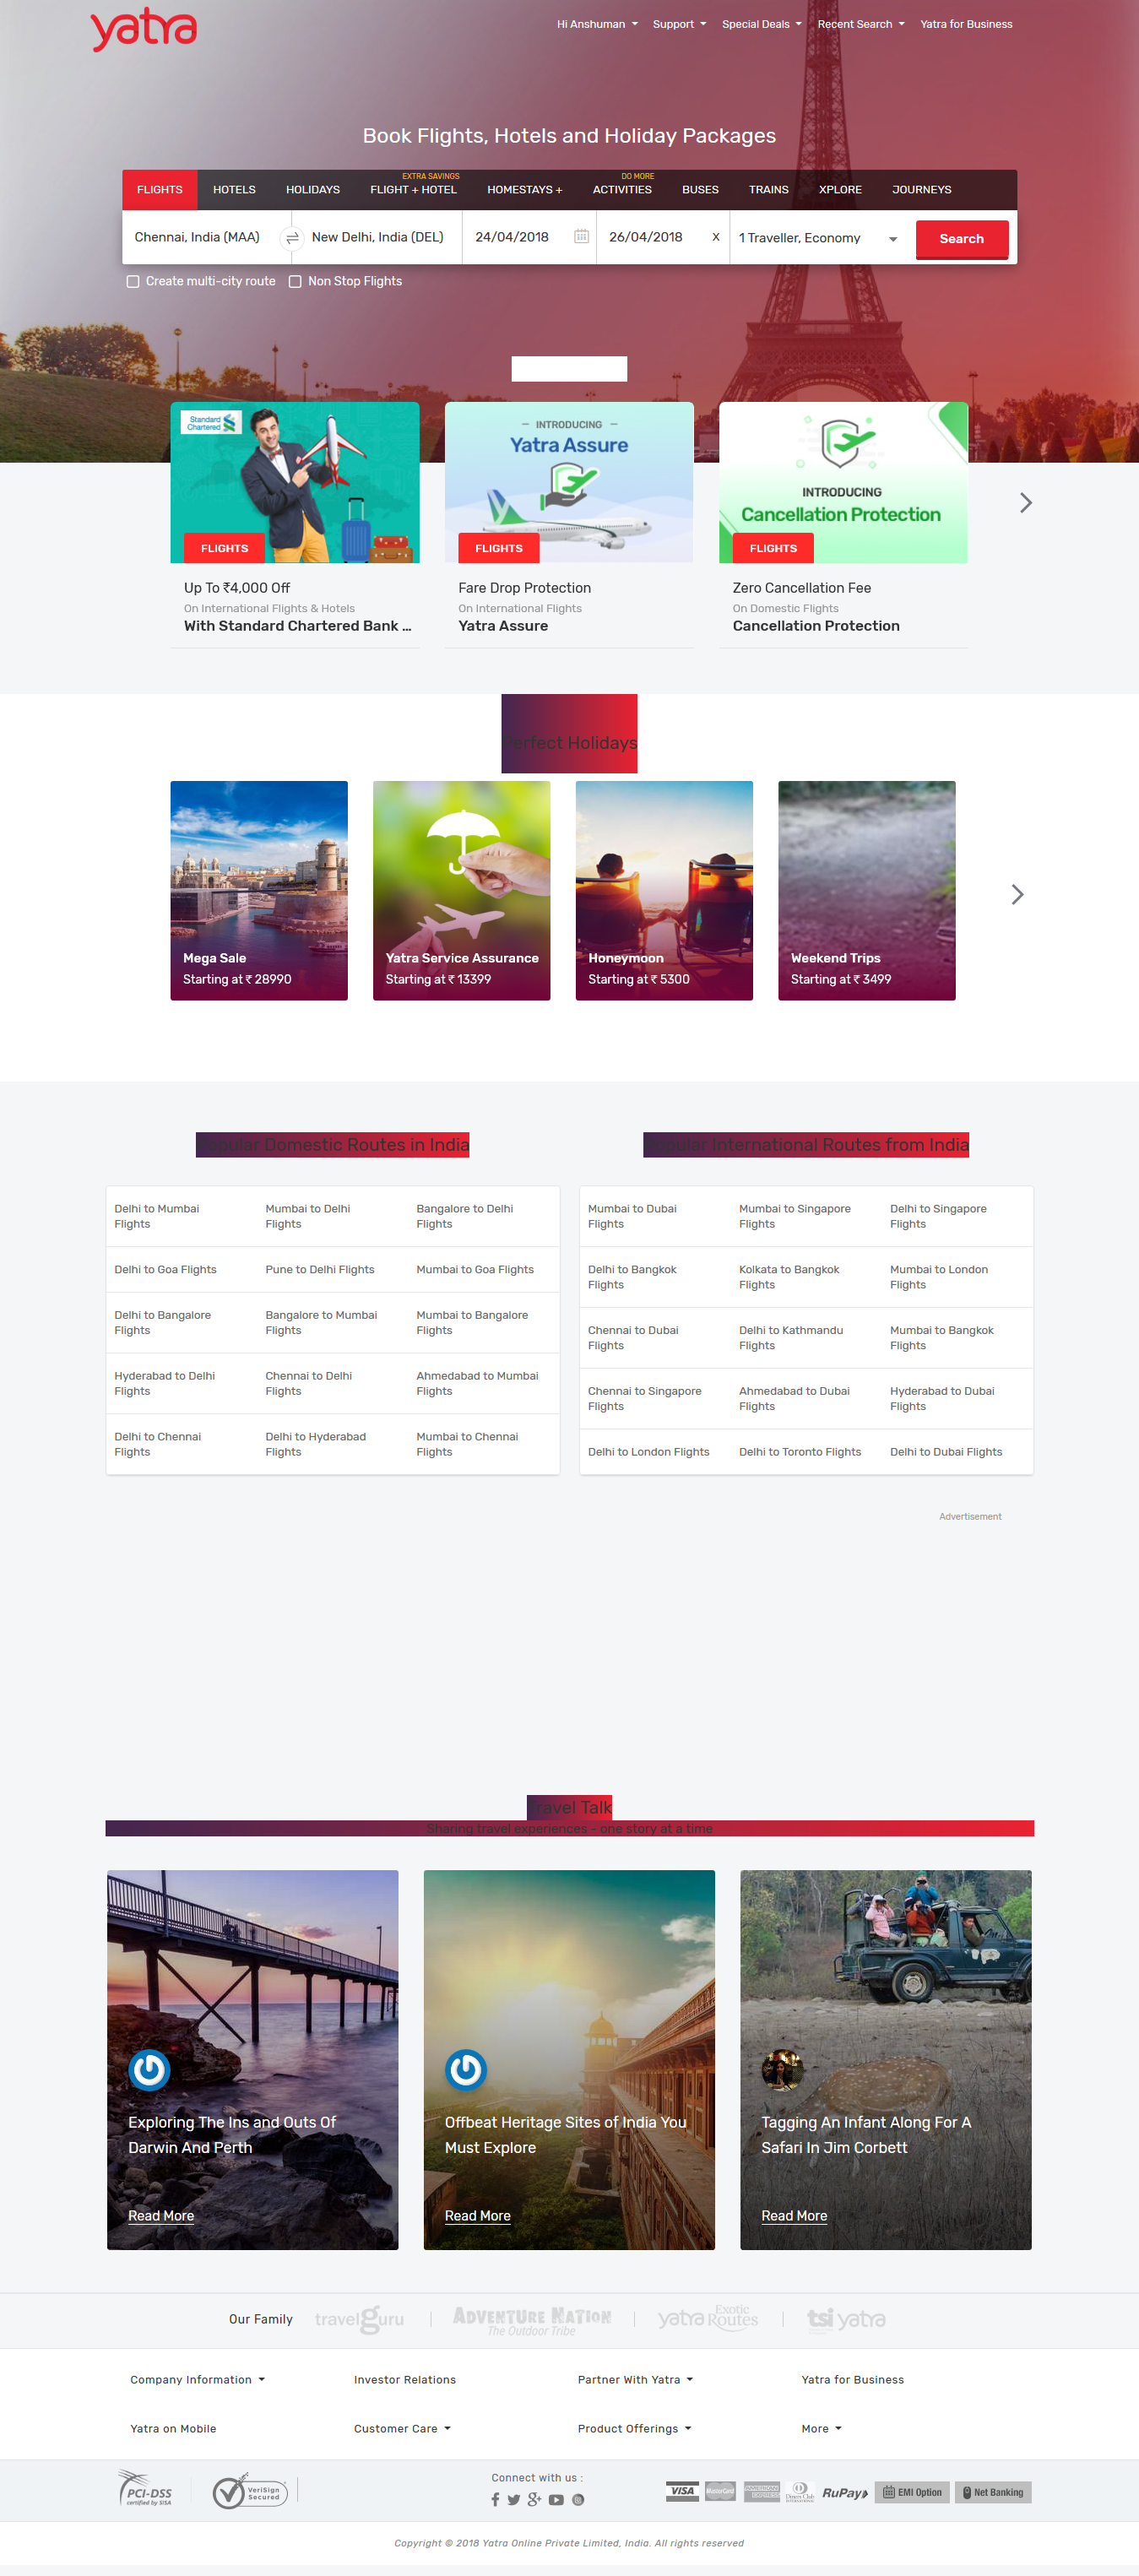 yatra
Hi Anshuman Support Special Deals Recent Search Yatra for Business
Book Flights, Hotels and Holiday Packages
EXTRA SAVINGS DO MORE
FLIGHTS HOTELS HOLIDAYS FLIGHT + HOTEL HOMESTAYS + ACTIVITIES BUSES TRAINS XPLORE JOURNEYS
Chennai, India (MAA) New Delhi, India (DEL) 24/04/2018 26/04/2018 X 1 Traveller, Economy Search
Create multi-city route Non Stop Flights
Standard
Chartered
FLIGHTS
Up To ₹4,000 Off
On International Flights & Hotels
With Standard Chartered Bank ...
INTRODUCING
Yatra Assure
FLIGHTS
Fare Drop Protection
On International Flights
Yatra Assure
INTRODUCING
Cancellation Protection
FLIGHTS
Zero Cancellation Fee
On Domestic Flights
Cancellation Protection
Perfect Holidays
Mega Sale
Starting at ₹ 28990
Yatra Service Assurance
Starting at ₹ 13399
Honeymoon
Starting at ₹ 5300
Weekend Trips
Starting at ₹ 3499
Popular Domestic Routes in India
Delhi to Mumbai Flights Mumbai to Delhi Flights Bangalore to Delhi Flights
Delhi to Goa Flights Pune to Delhi Flights Mumbai to Goa Flights
Delhi to Bangalore Flights Bangalore to Mumbai Flights Mumbai to Bangalore Flights
Hyderabad to Delhi Flights Chennai to Delhi Flights Ahmedabad to Mumbai Flights
Delhi to Chennai Flights Delhi to Hyderabad Flights Mumbai to Chennai Flights
Popular International Routes from India
Mumbai to Dubai Flights Mumbai to Singapore Flights Delhi to Singapore Flights
Delhi to Bangkok Flights Kolkata to Bangkok Flights Mumbai to London Flights
Chennai to Dubai Flights Delhi to Kathmandu Flights Mumbai to Bangkok Flights
Chennai to Singapore Flights Ahmedabad to Dubai Flights Hyderabad to Dubai Flights
Delhi to London Flights Delhi to Toronto Flights Delhi to Dubai Flights
Advertisement
Travel Talk
Sharing travel experiences - one story at a time
Exploring The Ins and Outs Of
Darwin And Perth
Read More
Offbeat Heritage Sites of India You
Must Explore
Read More
Tagging An Infant Along For A
Safari In Jim Corbett
Read More
Our Family travelguru ADVENTURE NATION The Outdoor Tribe yatra Exotic Routes tsi yatra
Company Information Investor Relations Partner With Yatra Yatra for Business
Yatra on Mobile Customer Care Product Offerings More
PCI-DSS
certified by SISA
VeriSign
Secured
Connect with us :
VISA MasterCard AMERICAN EXPRESS Diners Club INTERNATIONAL RuPay EMI Option Net Banking
Copyright © 2018 Yatra Online Private Limited, India. All rights reserved